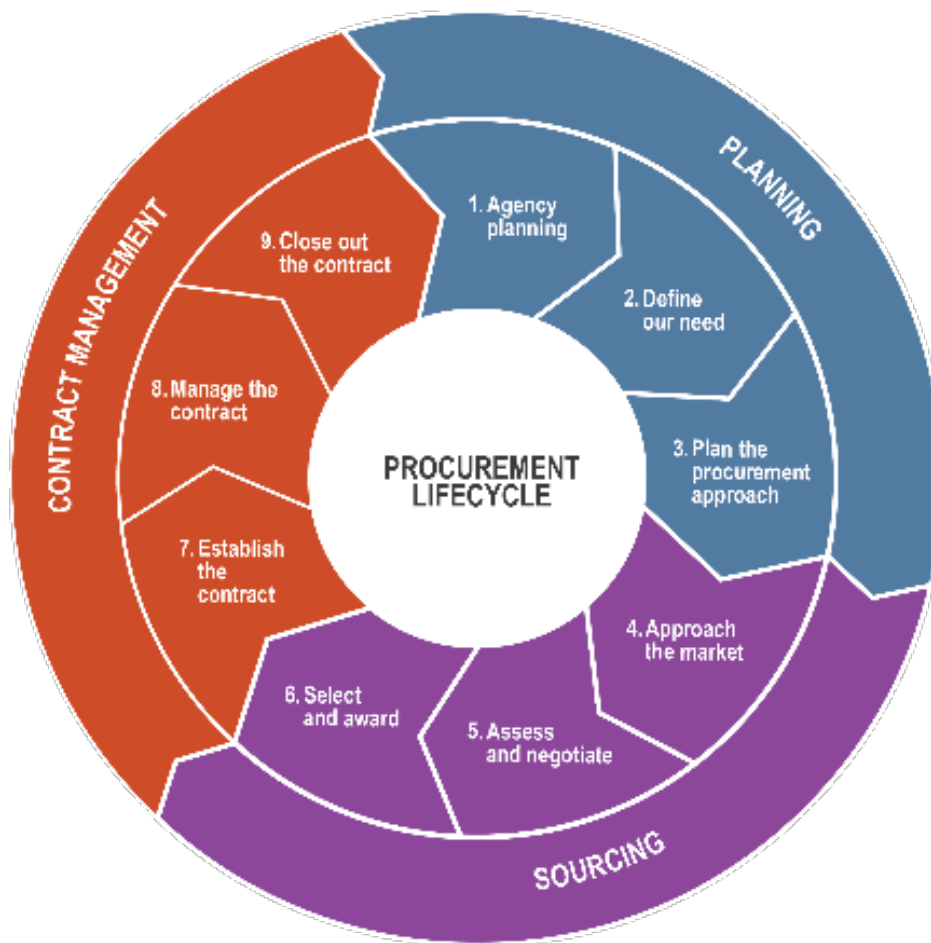 PROCUREMENT
LIFECYCLE
PLANNING
1. Agency
planning
2. Define
our need
3. Plan the
procurement
approach
SOURCING
4. Approach
the market
5. Assess
and negotiate
6. Select
and award
CONTRACT MANAGEMENT
7. Establish
the
contract
8. Manage the
contract
9. Close out
the contract